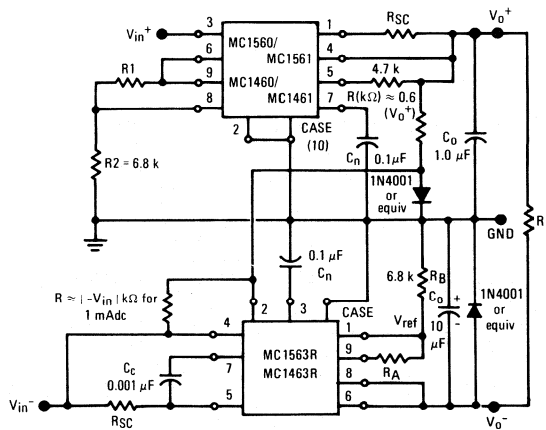 Vin+
3
6
9
8
MC1560/
MC1561
MC1460/
MC1461
1
4
5
7
2
CASE
(10)
RSC
Vo+
R1
R2 = 6.8 k
4.7 k
R(kΩ) ≈ 0.6
(Vo+)
Cn
0.1µF
Co
1.0 µF
1N4001
or
equiv
R
GND
0.1 µF
Cn
R ≈ |–Vin| kΩ for
1 mAdc
2
3
CASE
6.8 k
RB
Co
+
10
-
µF
1N4001
or
equiv
4
7
5
MC1563R
MC1463R
1
9
8
6
Vref
RA
Cc
0.001 µF
Vin-
RSC
Vo-